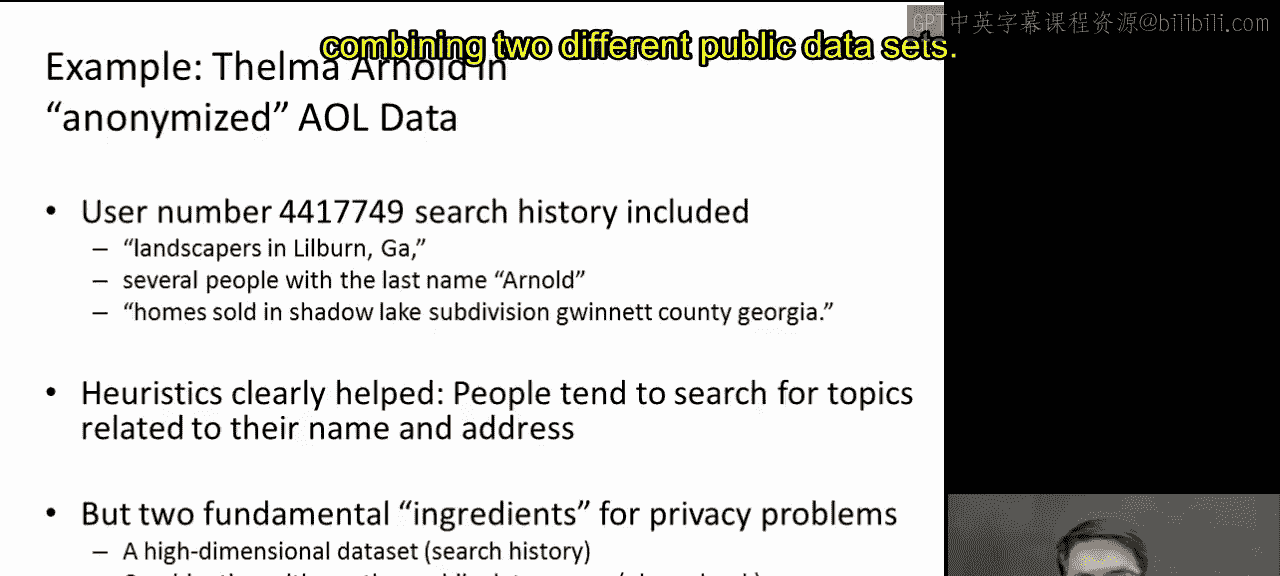 GPT中英字幕课程资源@bilibili.com
combining two different public data sets.
Example: Thelma Arnold in
“anonymized” AOL Data
• User number 4417749 search history included
– “landscapers in Lilburn, Ga,”
– several people with the last name “Arnold”
– “homes sold in shadow lake subdivision gwinnett county georgia.”
• Heuristics clearly helped: People tend to search for topics
related to their name and address
• But two fundamental “ingredients” for privacy problems
– A high-dimensional dataset (search history)